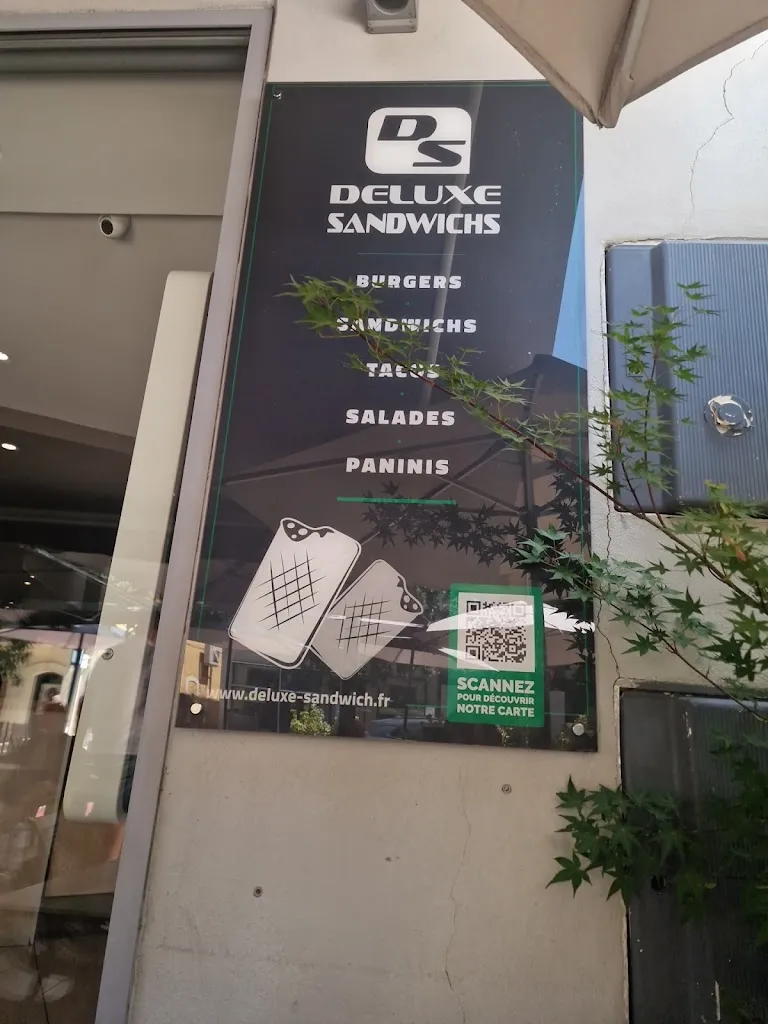 DS
DELUXE
SANDWICHS
BURGERS
SANDWICHS
TACOS
SALADES
PANINIS
www.deluxe-sandwich.fr
SCANNEZ
POUR DÉCOUVRIR
NOTRE CARTE